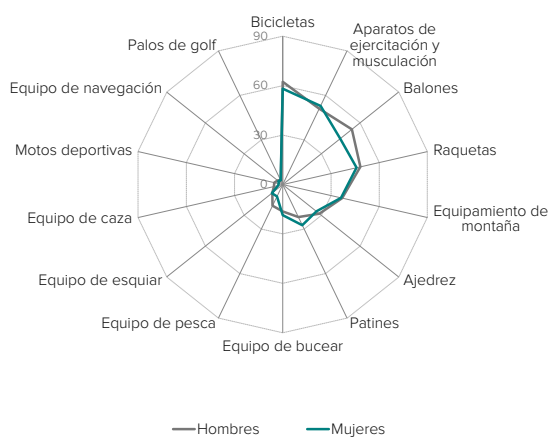 Bicicletas
90
Aparatos de
ejercitación y
musculación
Palos de golf
60
Equipo de navegación
Balones
30
Motos deportivas
Raquetas
0
Equipo de caza
Equipamiento de
montaña
Equipo de esquiar
Ajedrez
Equipo de pesca
Patines
Equipo de bucear
Hombres
Mujeres